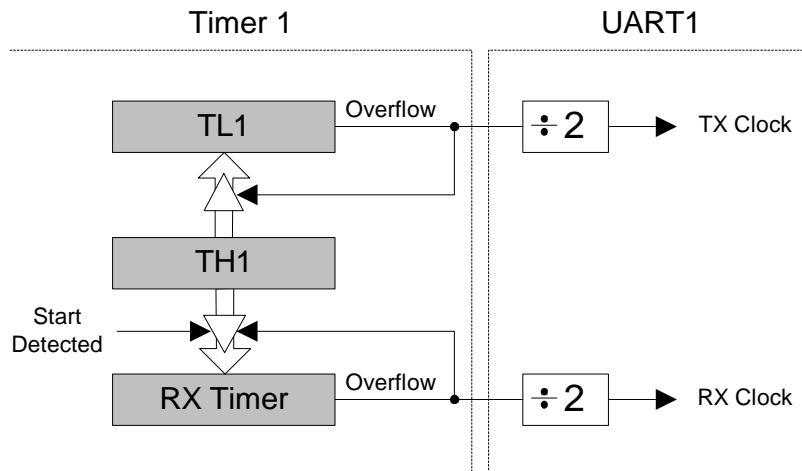 Timer 1
UART1
TL1
Overflow
÷2
TX Clock
TH1
Start
Detected
RX Timer
Overflow
÷2
RX Clock